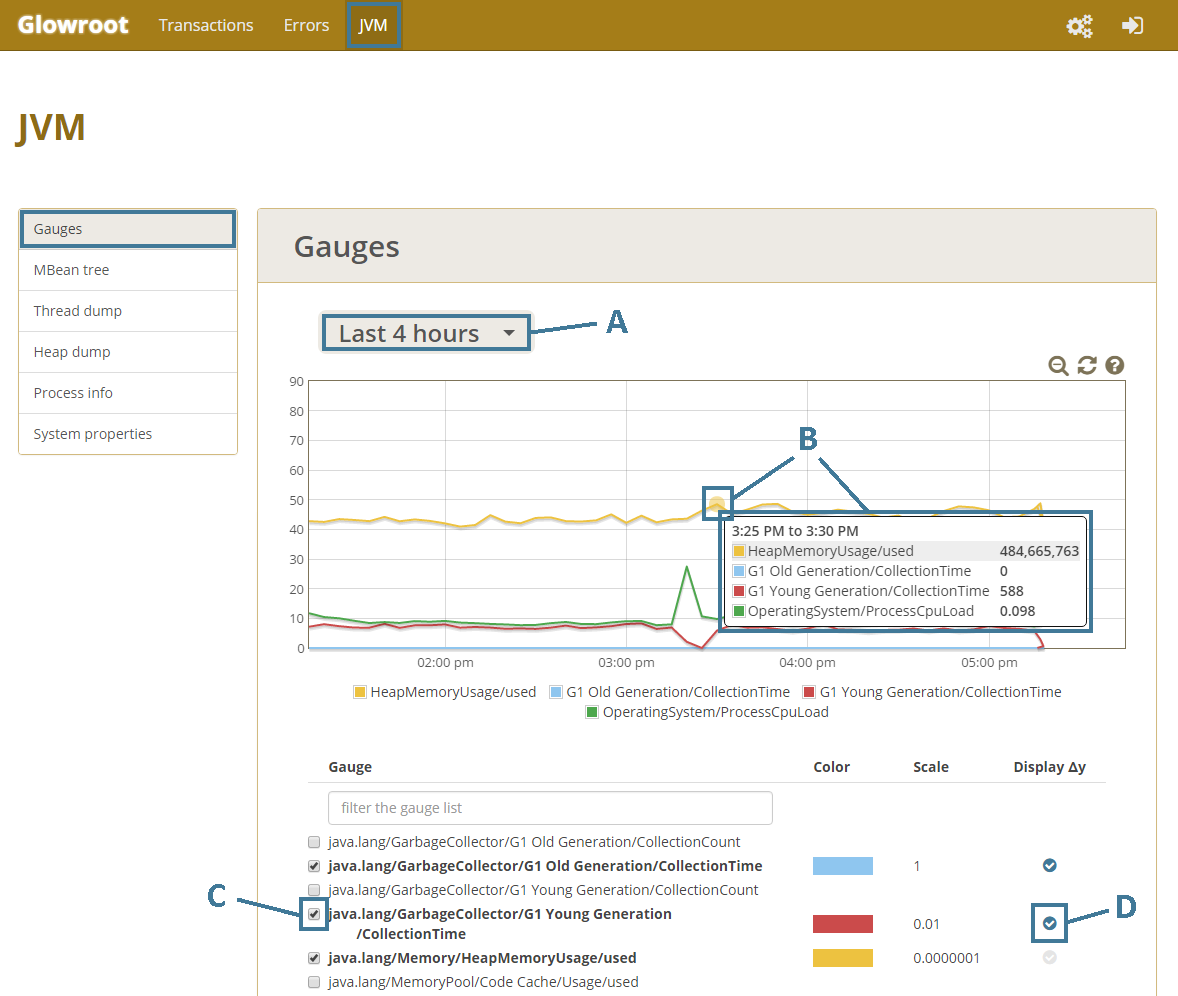 Glowroot Transactions Errors JVM
JVM
Gauges
MBean tree
Thread dump
Heap dump
Process info
System properties
Gauges
Last 4 hours
A
90
80
70
60
50
40
30
20
10
0
B
3:25 PM to 3:30 PM
HeapMemoryUsage/used 484,665,763
G1 Old Generation/CollectionTime 0
G1 Young Generation/CollectionTime 588
OperatingSystem/ProcessCpuLoad 0.098
02:00 pm 03:00 pm 04:00 pm 05:00 pm
HeapMemoryUsage/used G1 Old Generation/CollectionTime G1 Young Generation/CollectionTime
OperatingSystem/ProcessCpuLoad
Gauge Color Scale Display Δy
filter the gauge list
java.lang/GarbageCollector/G1 Old Generation/CollectionCount
java.lang/GarbageCollector/G1 Old Generation/CollectionTime 1
java.lang/GarbageCollector/G1 Young Generation/CollectionCount
C
java.lang/GarbageCollector/G1 Young Generation
/CollectionTime 0.01
D
java.lang/Memory/HeapMemoryUsage/used 0.0000001
java.lang/MemoryPool/Code Cache/Usage/used